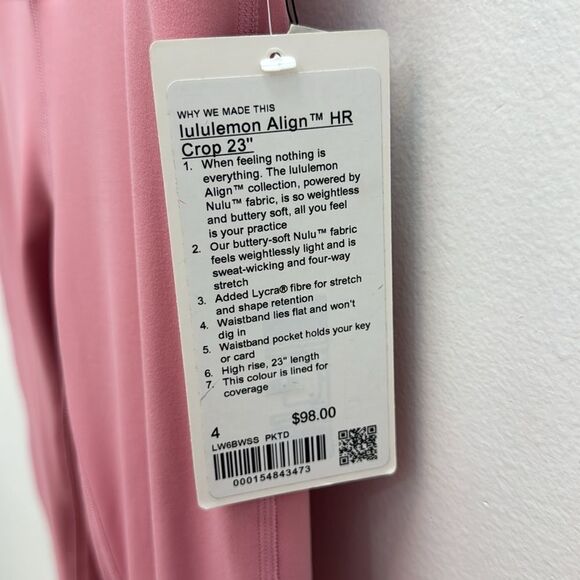 WHY WE MADE THIS
lululemon Align™ HR
Crop 23"
1. When feeling nothing is
everything. The lululemon
Align™ collection, powered by
Nulu™ fabric, is so weightless
and buttery soft, all you feel
is your practice
2. Our buttery-soft Nulu™ fabric
feels weightlessly light and is
sweat-wicking and four-way
stretch
3. Added Lycra® fibre for stretch
and shape retention
4. Waistband lies flat and won't
dig in
5. Waistband pocket holds your key
or card
6. High rise, 23" length
7. This colour is lined for
coverage
4 $98.00
LW6BWSS PKTD
000154843473